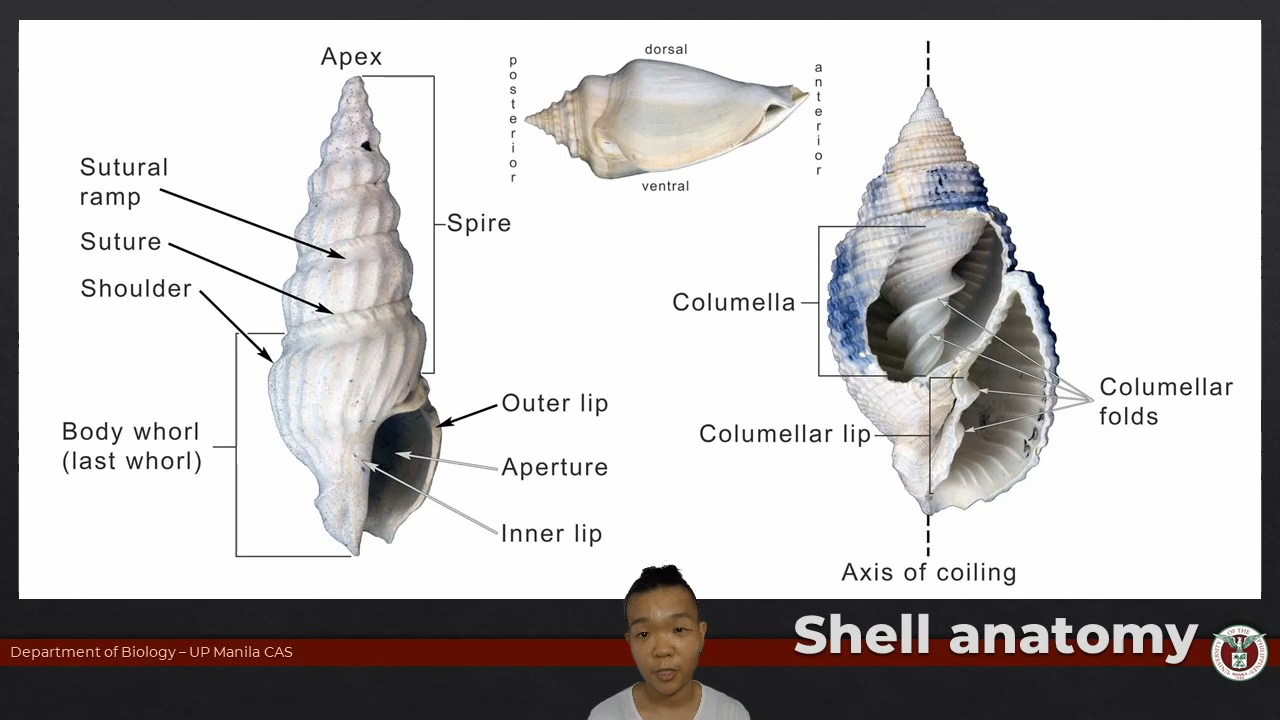 Apex
Sutural
ramp
Suture
Shoulder
Spire
Body whorl
(last whorl)
Outer lip
Aperture
Inner lip
dorsal
posterior
anterior
ventral
Columella
Columellar lip
Columellar
folds
Axis of coiling
Shell anatomy
Department of Biology – UP Manila CAS